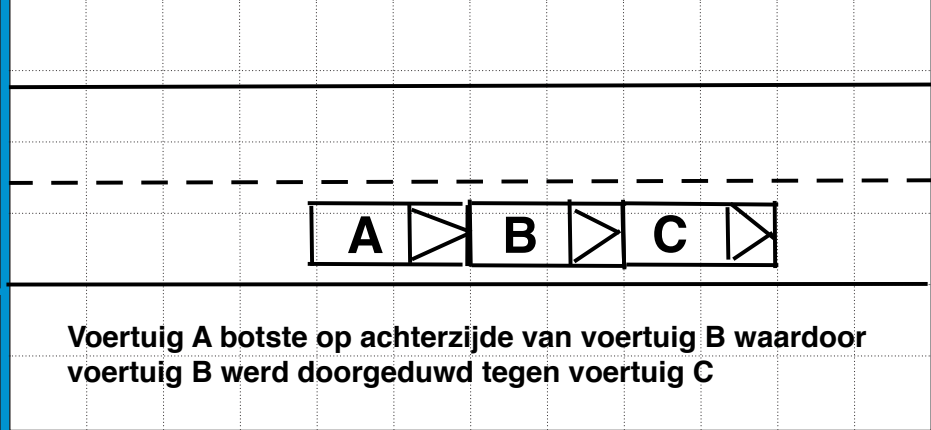 A B C
Voertuig A botste op achterzijde van voertuig B waardoor
voertuig B werd doorgeduwd tegen voertuig C